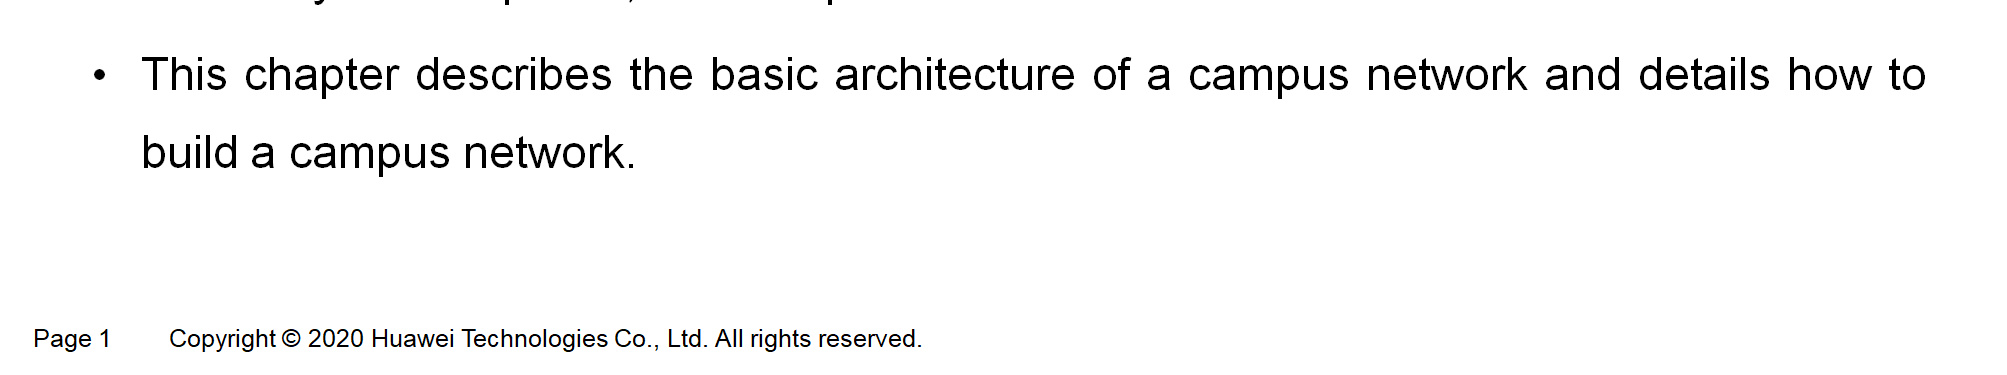 • This chapter describes the basic architecture of a campus network and details how to
build a campus network.
Page 1 Copyright © 2020 Huawei Technologies Co., Ltd. All rights reserved.